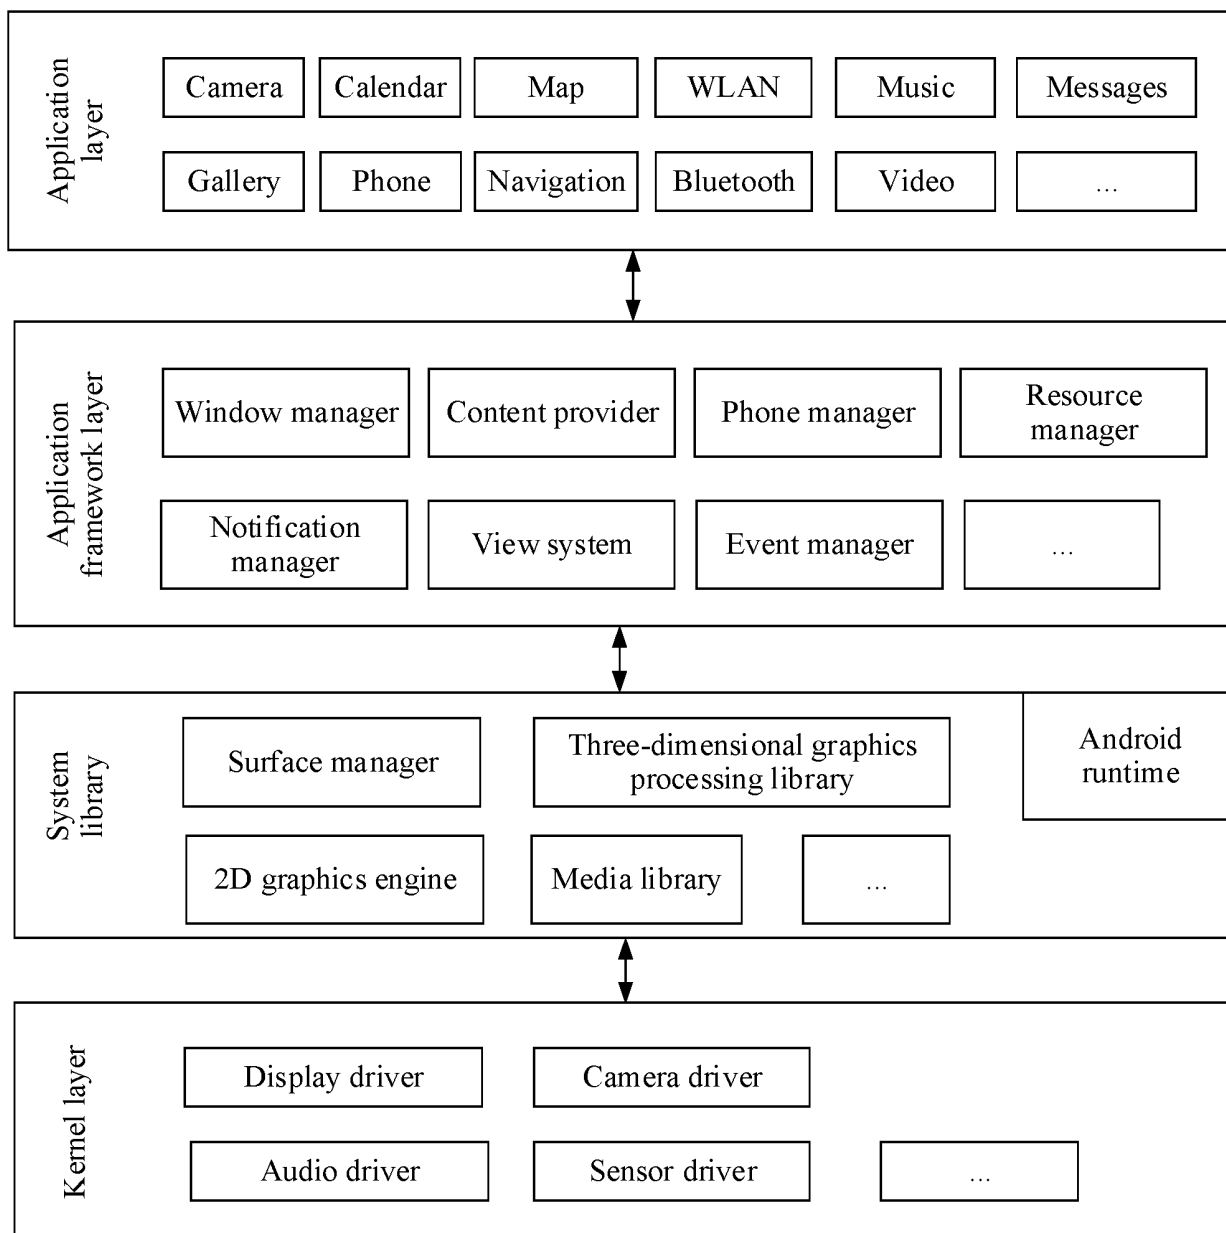 Application
layer
Camera
Calendar
Map
WLAN
Music
Messages
Gallery
Phone
Navigation
Bluetooth
Video
...
Application
framework layer
Window manager
Content provider
Phone manager
Resource
manager
Notification
manager
View system
Event manager
...
System
library
Surface manager
Three-dimensional graphics
processing library
Android
runtime
2D graphics engine
Media library
...
Kernel layer
Display driver
Camera driver
Audio driver
Sensor driver
...